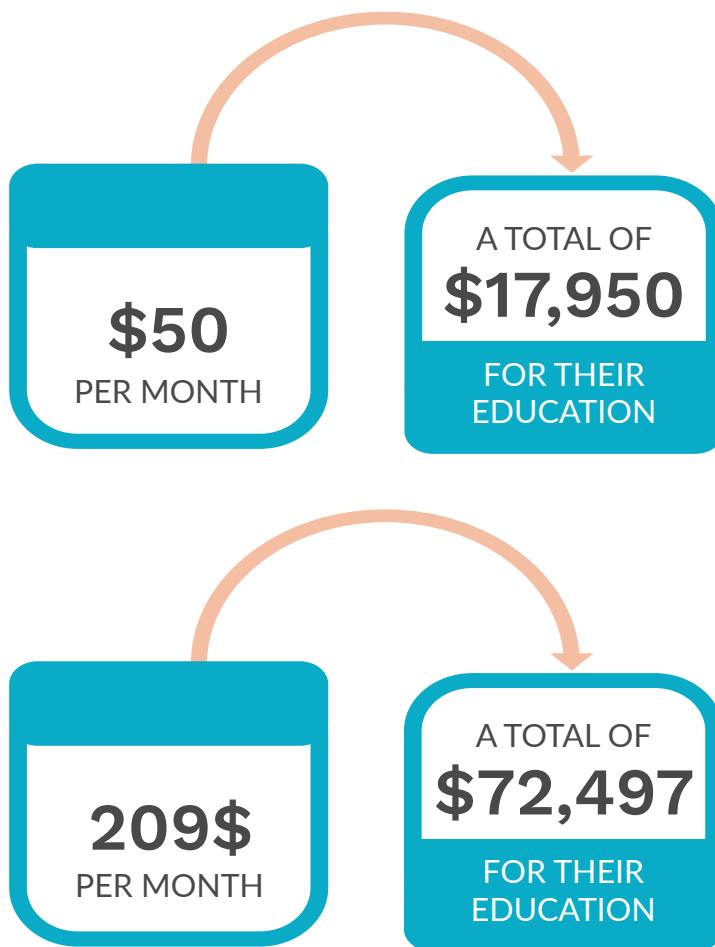 $50
PER MONTH
A TOTAL OF
$17,950
FOR THEIR
EDUCATION
209$
PER MONTH
A TOTAL OF
$72,497
FOR THEIR
EDUCATION